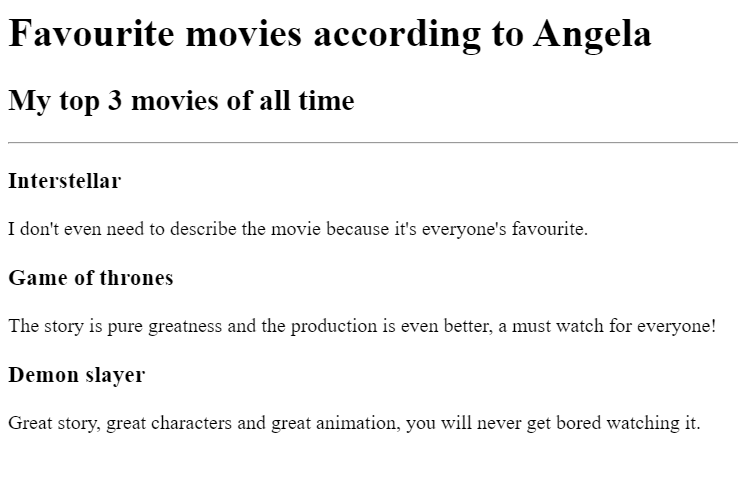 Favourite movies according to Angela
My top 3 movies of all time
Interstellar
I don't even need to describe the movie because it's everyone's favourite.
Game of thrones
The story is pure greatness and the production is even better, a must watch for everyone!
Demon slayer
Great story, great characters and great animation, you will never get bored watching it.